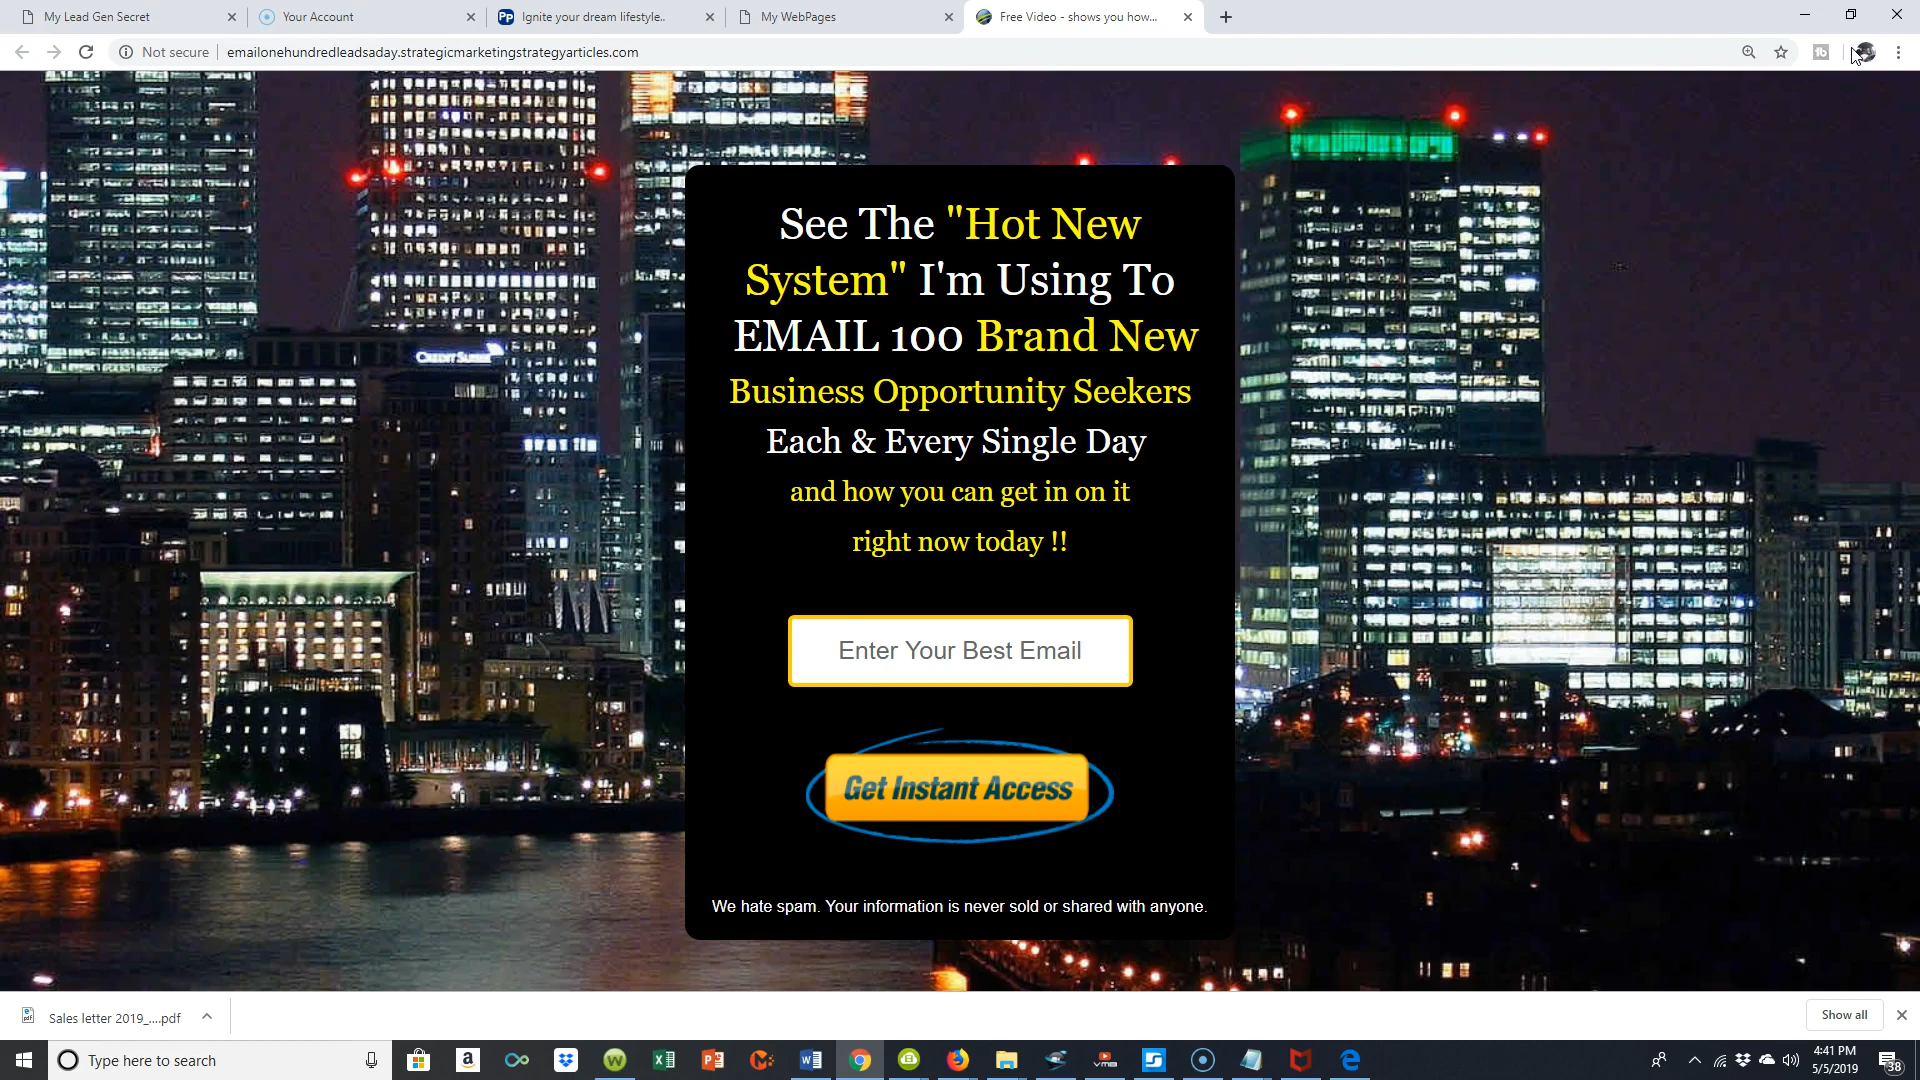 My Lead Gen Secret
Your Account
Pp
Ignite your dream lifestyle..
My WebPages
Free Video - shows you how...
Not secure
emailonehundredleadsaday.strategicmarketingstrategyarticles.com
CREDIT SUISSE
See The "Hot New
System" I'm Using To
EMAIL 100 Brand New
Business Opportunity Seekers
Each & Every Single Day
and how you can get in on it
right now today !!
Enter Your Best Email
Get Instant Access
We hate spam. Your information is never sold or shared with anyone.
Sales letter 2019_....pdf
Show all
Type here to search
4:41 PM
5/5/2019
38